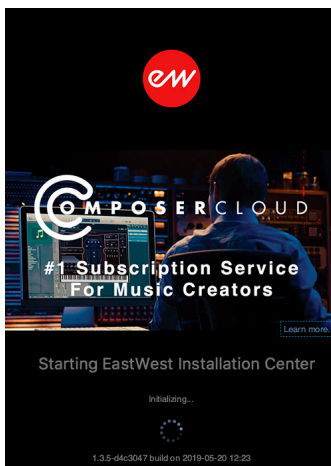 ew
COMPOSERCLOUD
#1 Subscription Service
For Music Creators
Learn more.
Starting EastWest Installation Center
Initializing...
1.3.5-d4c3047 build on 2019-05-20 12:23